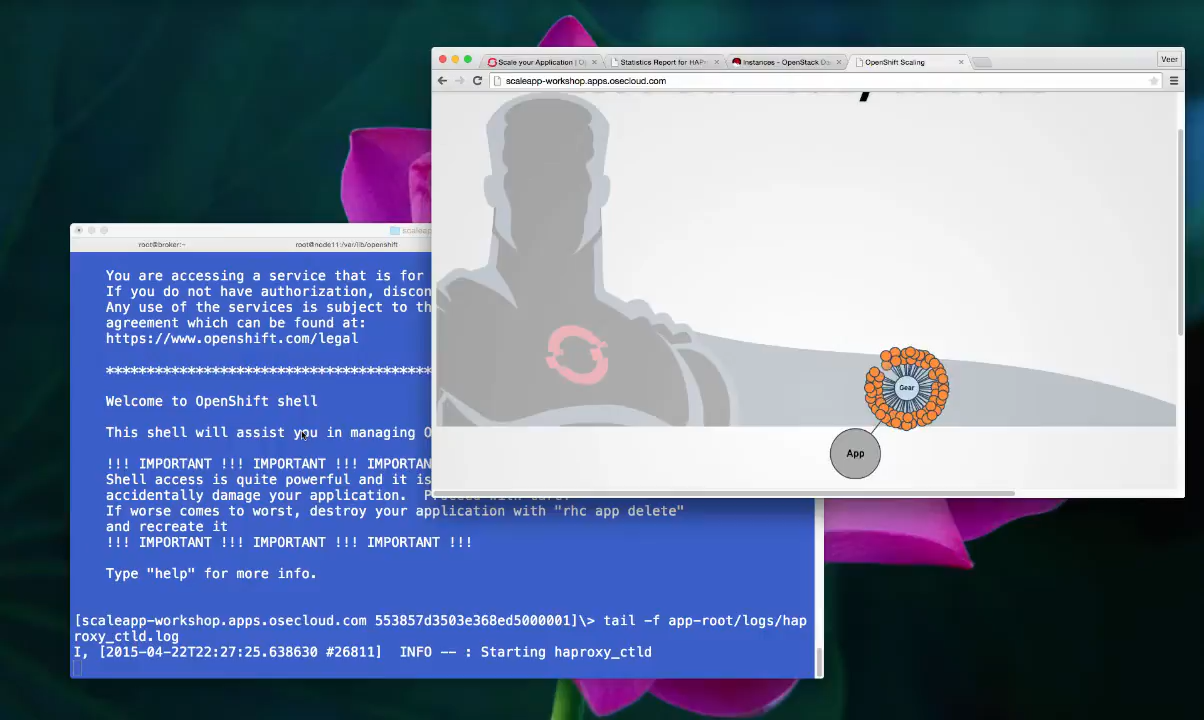 Scale your Application | O
Statistics Report for HAPr
Instances - OpenStack Da
OpenShift Scaling
Veer
scaleapp-workshop.apps.osecloud.com
Gear
App
scaleap
root@broker:~
root@node11:/var/lib/openshift
You are accessing a service that is for
If you do not have authorization, discon
Any use of the services is subject to th
agreement which can be found at:
https://www.openshift.com/legal
****************************************
Welcome to OpenShift shell
This shell will assist you in managing O
!!! IMPORTANT !!! IMPORTANT !!! IMPORTAN
Shell access is quite powerful and it is
accidentally damage your application. Proceed with care!
If worse comes to worst, destroy your application with "rhc app delete"
and recreate it
!!! IMPORTANT !!! IMPORTANT !!! IMPORTANT !!!
Type "help" for more info.
[scaleapp-workshop.apps.osecloud.com 553857d3503e368ed5000001]\> tail -f app-root/logs/hap
roxy_ctld.log
I, [2015-04-22T22:27:25.638630 #26811]  INFO -- : Starting haproxy_ctld